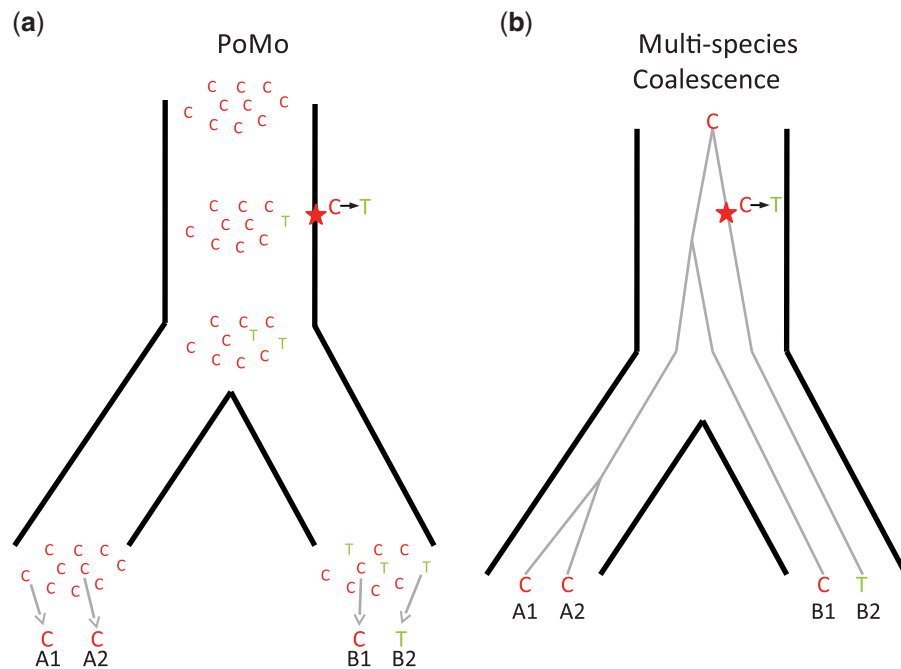 (a)
PoMo
C C C
C C C C C
C C C
C→T
C C C T
C C C C
C C C
C C C
C C T T
C C C
C C C
C C C C C
C C
A1 A2
C C
T C C
C C T T
C C C
B1 B2
C T
(b)
Multi-species
Coalescence
C
C→T
C C C T
A1 A2 B1 B2